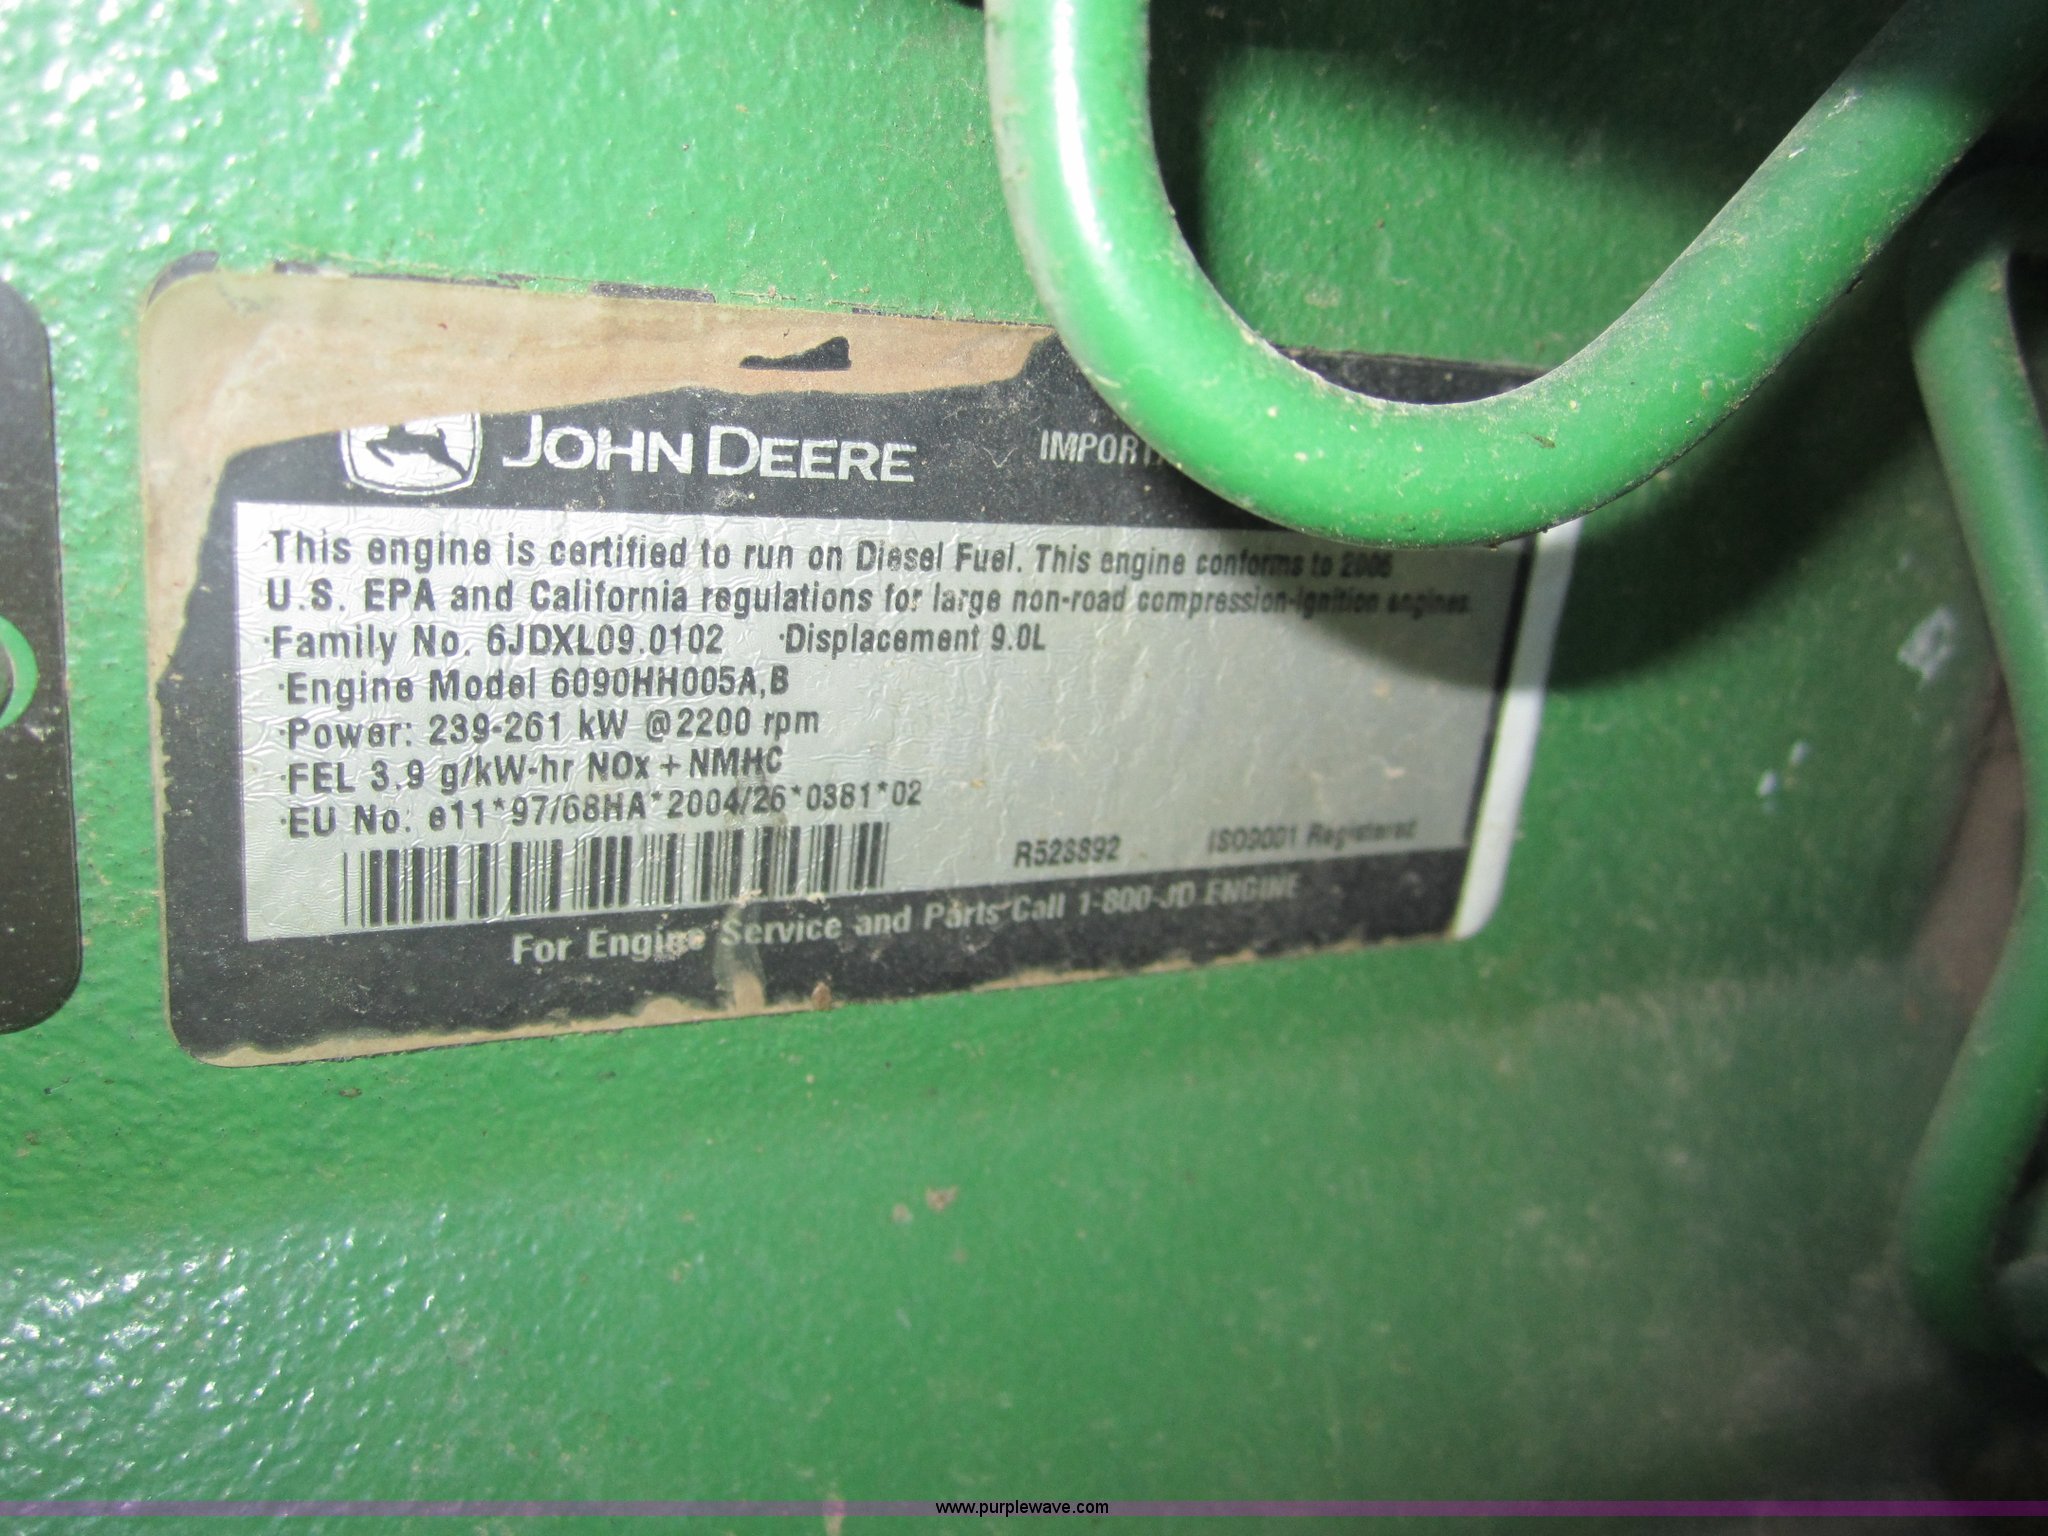 JOHN DEERE
This engine is certified to run on Diesel Fuel. This engine conforms to 2006
U.S. EPA and California regulations for large non-road compression-ignition engines.
·Family No. 6JDXL09.0102 ·Displacement 9.0L
·Engine Model 6090HH005A,B
·Power: 239-261 kW @2200 rpm
·FEL 3.9 g/kW-hr NOx + NMHC
·EU No: e11*97/68HA*2004/26*0381*02
ISO9001 Registered
For Engine Service and Parts Call 1-800-JD ENGINE
www.purplewave.com